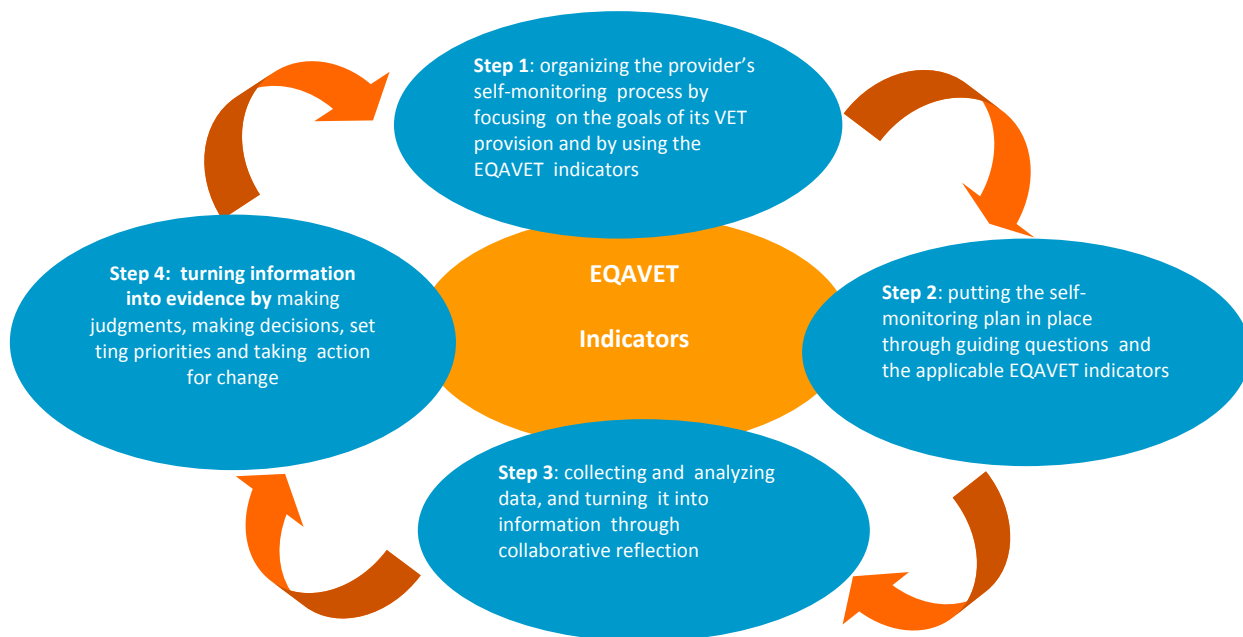 Step 1: organizing the provider’s
self-monitoring process by
focusing on the goals of its VET
provision and by using the
EQAVET indicators
EQAVET
Indicators
Step 2: putting the self-
monitoring plan in place
through guiding questions and
the applicable EQAVET indicators
Step 3: collecting and analyzing
data, and turning it into
information through
collaborative reflection
Step 4: turning information
into evidence by making
judgments, making decisions, set
ting priorities and taking action
for change